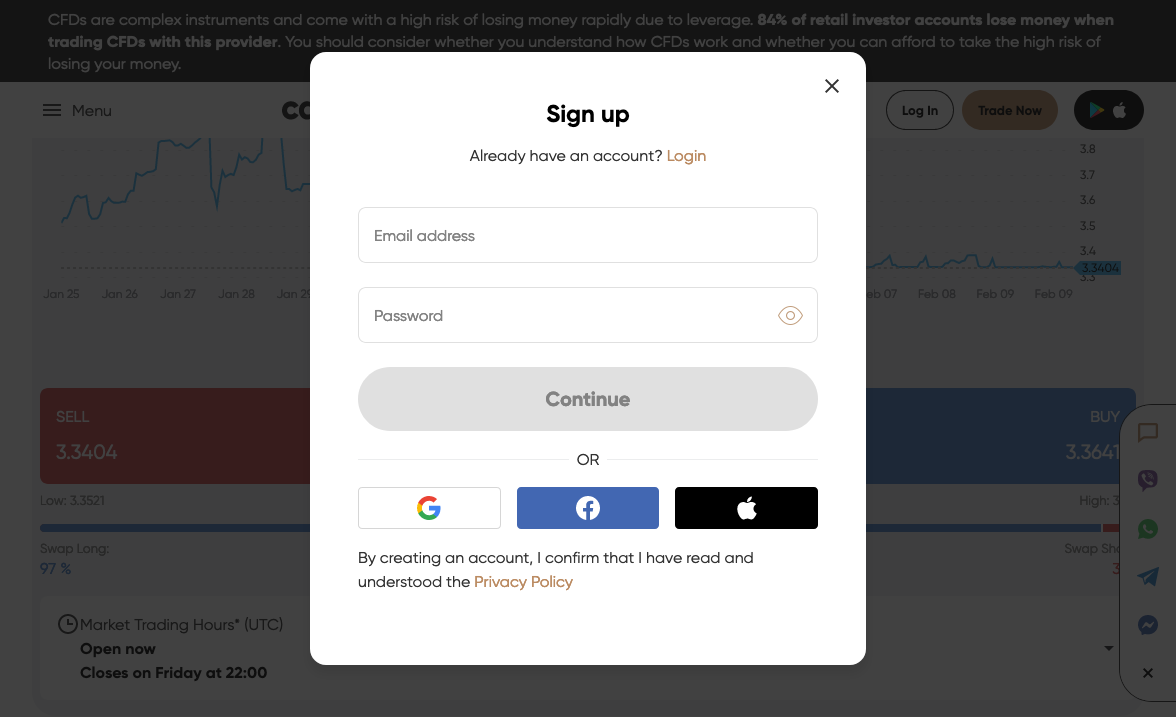 CFDs are complex instruments and come with a high risk of losing money rapidly due to leverage. 84% of retail investor accounts lose money when
trading CFDs with this provider. You should consider whether you understand how CFDs work and whether you can afford to take the high risk of
losing your money.
Menu
Log In
Trade Now
Sign up
Already have an account? Login
Email address
Password
Continue
OR
By creating an account, I confirm that I have read and
understood the Privacy Policy
3.8
3.7
3.6
3.5
3.4
3.3404
3.3
Jan 25 Jan 26 Jan 27 Jan 28 Jan 29 Feb 08 Feb 09 Feb 09
SELL
3.3404
BUY
3.3641
Low: 3.3521
High:
Swap Long:
97 %
Swap
Market Trading Hours* (UTC)
Open now
Closes on Friday at 22:00